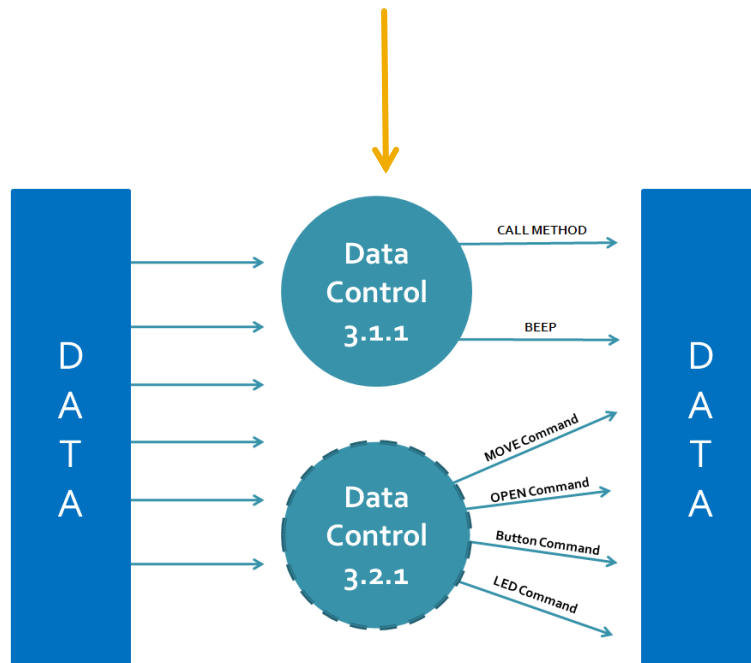 D
A
T
A
Data
Control
3.1.1
CALL METHOD
BEEP
Data
Control
3.2.1
MOVE Command
OPEN Command
Button Command
LED Command
D
A
T
A